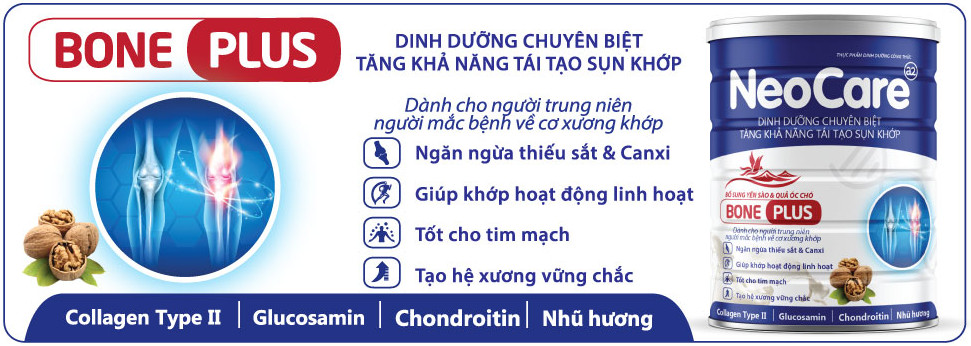 BONE PLUS
DINH DƯỠNG CHUYÊN BIỆT
TĂNG KHẢ NĂNG TÁI TẠO SỤN KHỚP
Dành cho người trung niên
người mắc bệnh về cơ xương khớp
Ngăn ngừa thiếu sắt & Canxi
Giúp khớp hoạt động linh hoạt
Tốt cho tim mạch
Tạo hệ xương vững chắc
Collagen Type II | Glucosamin | Chondroitin | Nhũ hương
THỰC PHẨM DINH DƯỠNG CÔNG THỨC
NeoCare a2
DINH DƯỠNG CHUYÊN BIỆT
TĂNG KHẢ NĂNG TÁI TẠO SỤN KHỚP
BỔ SUNG YẾN SÀO & QUẢ ÓC CHÓ
BONE PLUS
Dành cho người trung niên
người mắc bệnh về cơ xương khớp
Ngăn ngừa thiếu sắt & Canxi
Giúp khớp hoạt động linh hoạt
Tốt cho tim mạch
Tạo hệ xương vững chắc
Collagen Type II | Glucosamin | Chondroitin | Nhũ hương